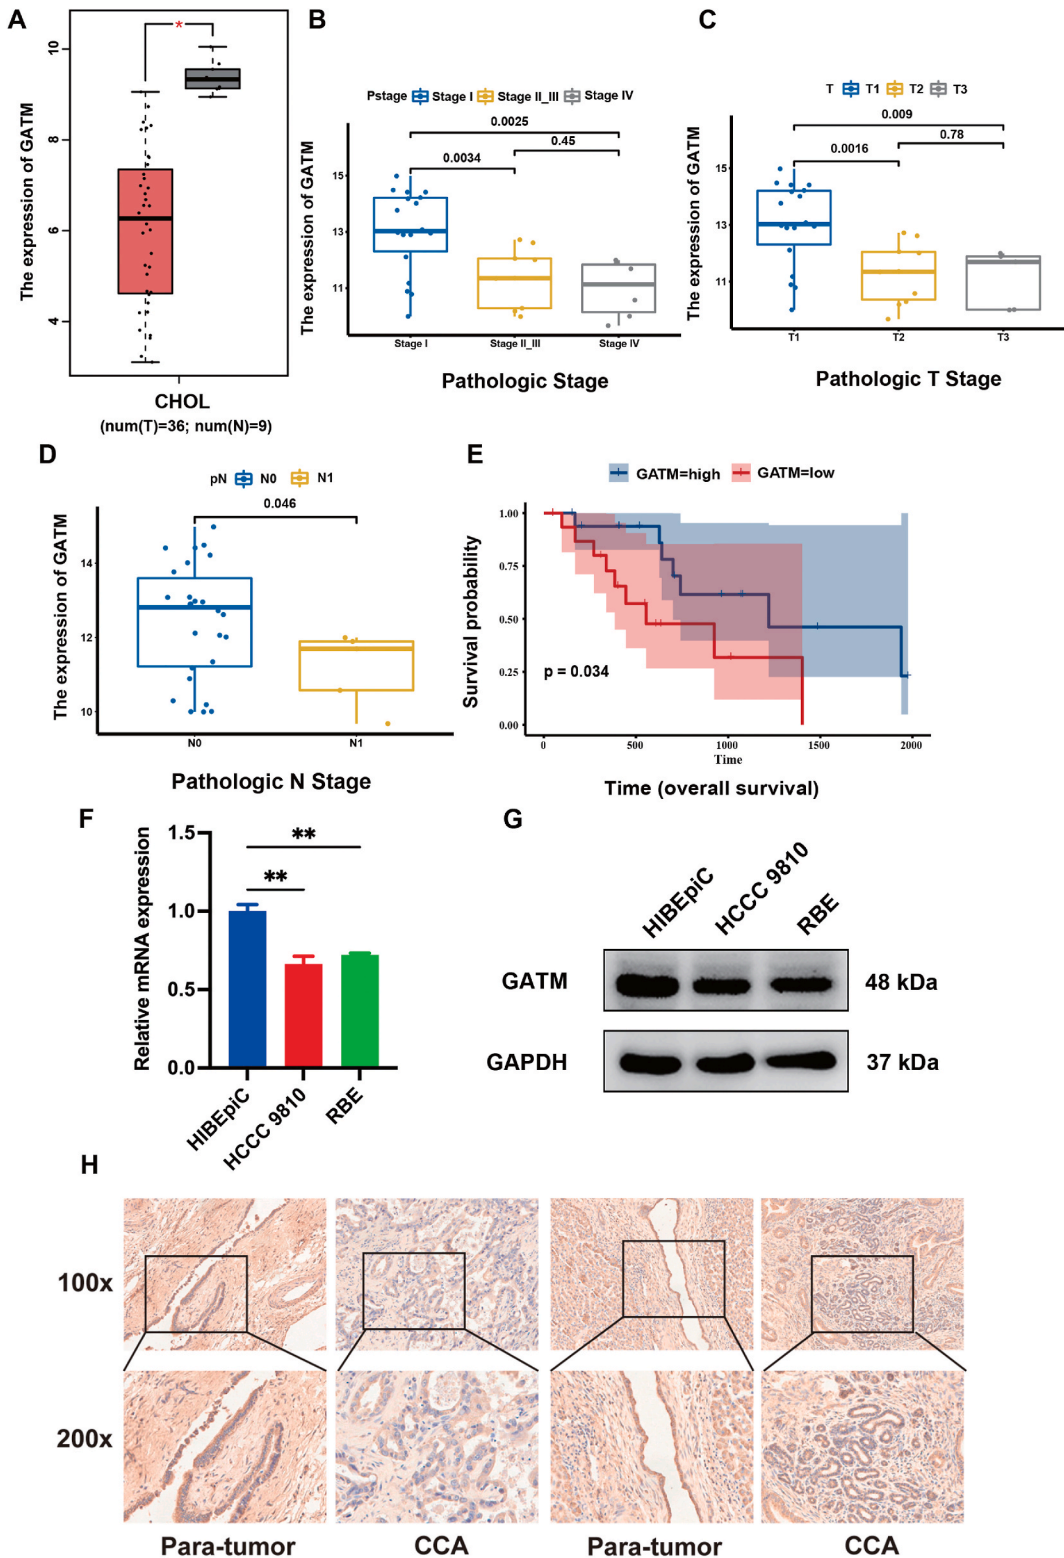 A
*
The expression of GATM
10
8
6
4
CHOL
(num(T)=36; num(N)=9)
B
Pstage Stage I Stage II_III Stage IV
The expression of GATM
0.0025
0.45
0.0034
15
13
11
Stage I Stage II_III Stage IV
Pathologic Stage
C
T T1 T2 T3
The expression of GATM
0.009
0.78
0.0016
15
13
11
T1 T2 T3
Pathologic T Stage
D
pN N0 N1
The expression of GATM
0.046
14
12
10
N0 N1
Pathologic N Stage
E
GATM=high GATM=low
Survival probability
1.00
0.75
0.50
0.25
0.00
p = 0.034
0 500 1000 1500 2000
Time
Time (overall survival)
F
Relative mRNA expression
1.5
1.0
0.5
0.0
**
**
HIBEpiC HCCC 9810 RBE
G
HIBEpiC HCCC 9810 RBE
GATM 48 kDa
GAPDH 37 kDa
H
100x
200x
Para-tumor CCA Para-tumor CCA